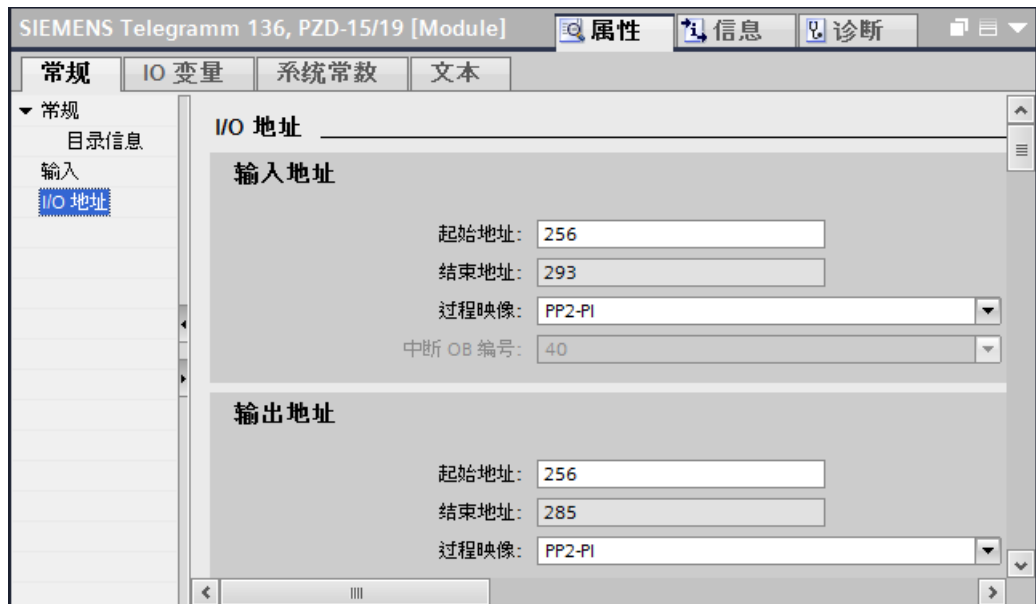 SIEMENS Telegramm 136, PZD-15/19 [Module] 属性 信息 诊断
常规 IO 变量 系统常数 文本
常规
目录信息
输入
I/O 地址
I/O 地址
输入地址
起始地址: 256
结束地址: 293
过程映像: PP2-PI
中断 OB 编号: 40
输出地址
起始地址: 256
结束地址: 285
过程映像: PP2-PI